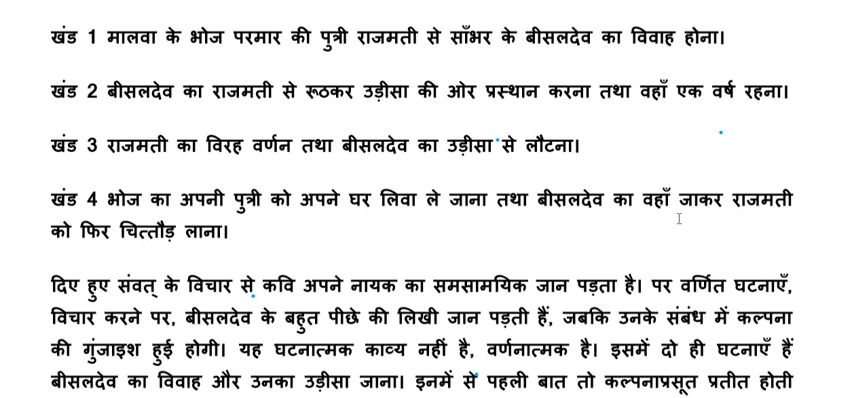 खंड 1 मालवा के भोज परमार की पुत्री राजमती से साँभर के बीसलदेव का विवाह होना।
खंड 2 बीसलदेव का राजमती से रूठकर उड़ीसा की ओर प्रस्थान करना तथा वहाँ एक वर्ष रहना।
खंड 3 राजमती का विरह वर्णन तथा बीसलदेव का उड़ीसा से लौटना।
खंड 4 भोज का अपनी पुत्री को अपने घर लिवा ले जाना तथा बीसलदेव का वहाँ जाकर राजमती
को फिर चित्तौड़ लाना।
दिए हुए संवत् के विचार से कवि अपने नायक का समसामयिक जान पड़ता है। पर वर्णित घटनाएँ,
विचार करने पर, बीसलदेव के बहुत पीछे की लिखी जान पड़ती हैं, जबकि उनके संबंध में कल्पना
की गुंजाइश हुई होगी। यह घटनात्मक काव्य नहीं है, वर्णनात्मक है। इसमें दो ही घटनाएँ हैं
बीसलदेव का विवाह और उनका उड़ीसा जाना। इनमें से पहली बात तो कल्पनाप्रसूत प्रतीत होती